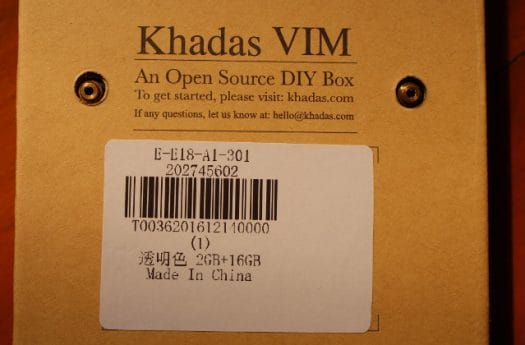 Khadas VIM
An Open Source DIY Box
To get started, please visit: khadas.com
If any questions, let us know at: hello@khadas.com
E-E18-A1-301
202745602
T0036201612140000
(1)
透明色 2GB+16GB
Made In China